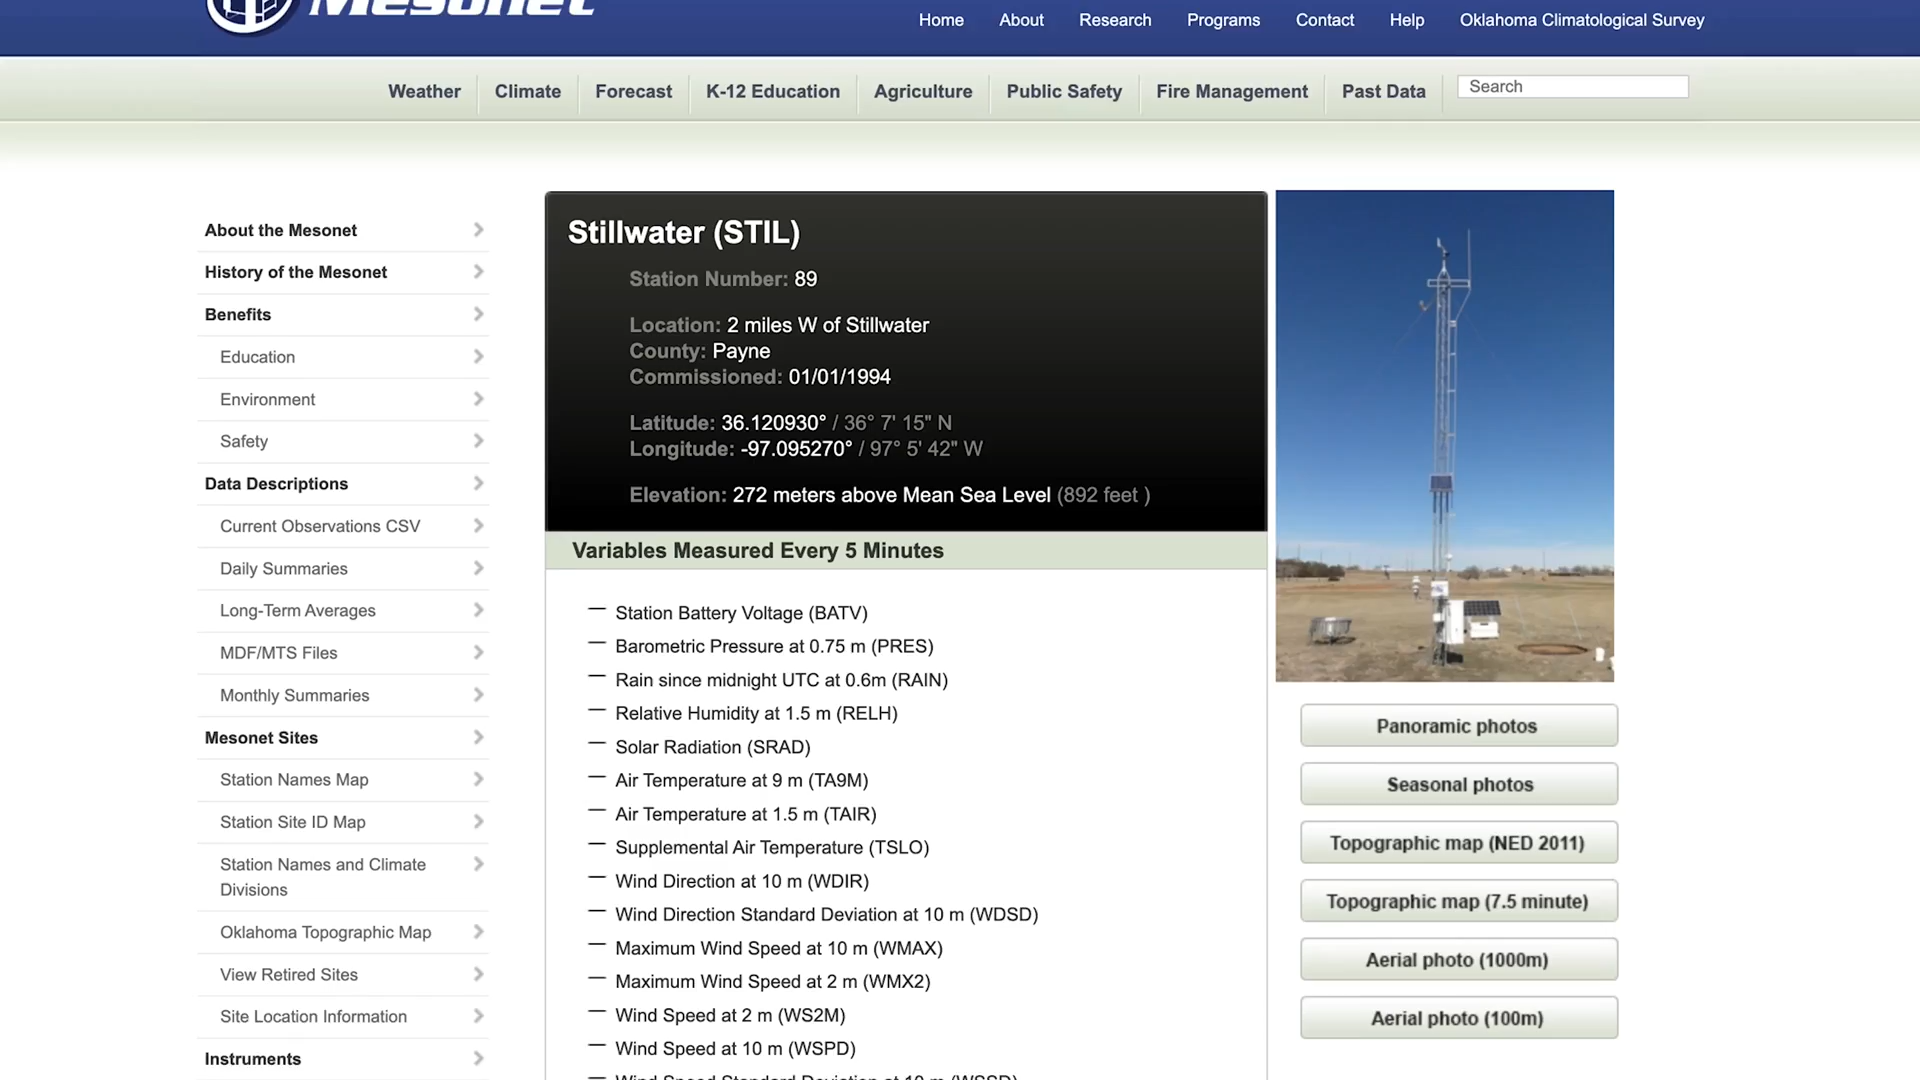 Mesonet
Home About Research Programs Contact Help Oklahoma Climatological Survey
Weather Climate Forecast K-12 Education Agriculture Public Safety Fire Management Past Data Search
About the Mesonet
History of the Mesonet
Benefits
Education
Environment
Safety
Data Descriptions
Current Observations CSV
Daily Summaries
Long-Term Averages
MDF/MTS Files
Monthly Summaries
Mesonet Sites
Station Names Map
Station Site ID Map
Station Names and Climate
Divisions
Oklahoma Topographic Map
View Retired Sites
Site Location Information
Instruments
Stillwater (STIL)
Station Number: 89
Location: 2 miles W of Stillwater
County: Payne
Commissioned: 01/01/1994
Latitude: 36.120930° / 36° 7' 15" N
Longitude: -97.095270° / 97° 5' 42" W
Elevation: 272 meters above Mean Sea Level (892 feet )
Variables Measured Every 5 Minutes
Station Battery Voltage (BATV)
Barometric Pressure at 0.75 m (PRES)
Rain since midnight UTC at 0.6m (RAIN)
Relative Humidity at 1.5 m (RELH)
Solar Radiation (SRAD)
Air Temperature at 9 m (TA9M)
Air Temperature at 1.5 m (TAIR)
Supplemental Air Temperature (TSLO)
Wind Direction at 10 m (WDIR)
Wind Direction Standard Deviation at 10 m (WDSD)
Maximum Wind Speed at 10 m (WMAX)
Maximum Wind Speed at 2 m (WMX2)
Wind Speed at 2 m (WS2M)
Wind Speed at 10 m (WSPD)
Wind Speed Standard Deviation at 10 m (WSSD)
Panoramic photos
Seasonal photos
Topographic map (NED 2011)
Topographic map (7.5 minute)
Aerial photo (1000m)
Aerial photo (100m)